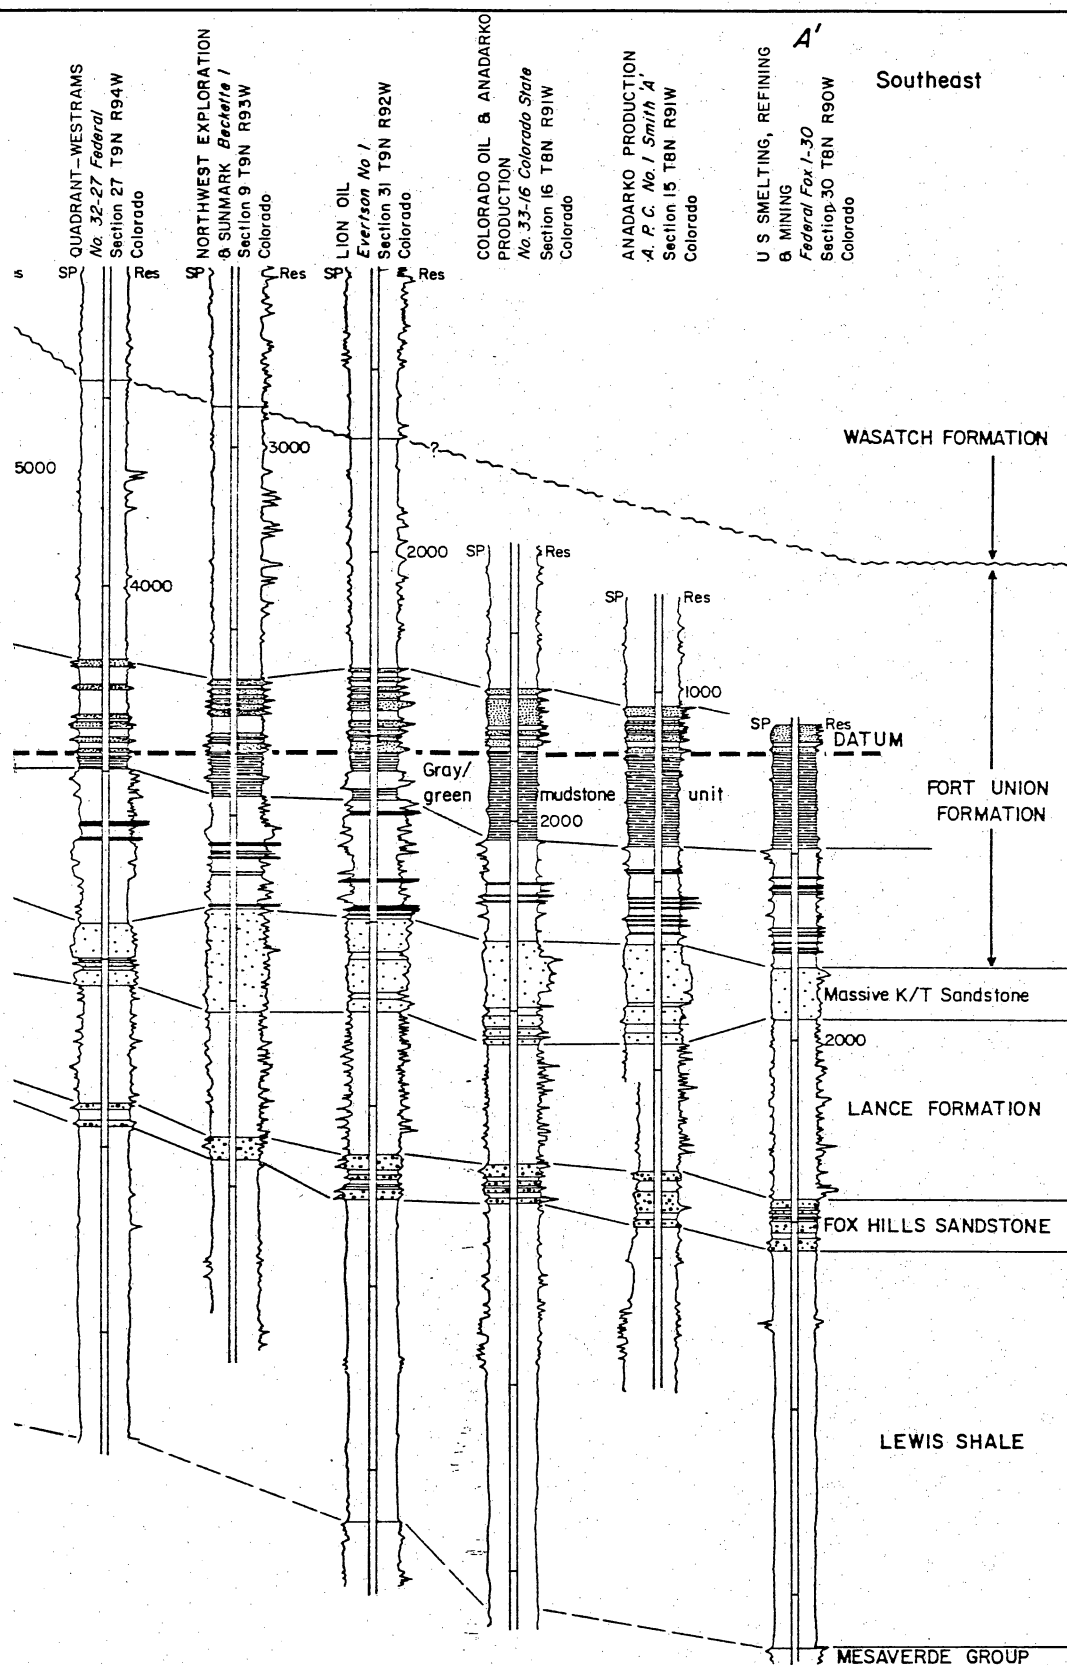 A'
Southeast
QUADRANT-WESTRAMS
No. 32-27 Federal
Section 27 T9N R94W
Colorado
NORTHWEST EXPLORATION
& SUNMARK Beckette 1
Section 9 T9N R93W
Colorado
LION OIL
Evertson No 1
Section 31 T9N R92W
Colorado
COLORADO OIL & ANADARKO
PRODUCTION
No. 33-16 Colorado State
Section 16 T8N R91W
Colorado
ANADARKO PRODUCTION
A. P. C. No. 1 Smith 'A'
Section 15 T8N R91W
Colorado
U S SMELTING, REFINING
& MINING
Federal Fox 1-30
Section 30 T8N R90W
Colorado
s SP Res SP Res SP Res
WASATCH FORMATION
?
3000
5000
2000 SP Res
4000
SP Res
1000
SP Res
DATUM
Gray/
green mudstone unit
FORT UNION
FORMATION
2000
Massive K/T Sandstone
2000
LANCE FORMATION
FOX HILLS SANDSTONE
LEWIS SHALE
MESAVERDE GROUP